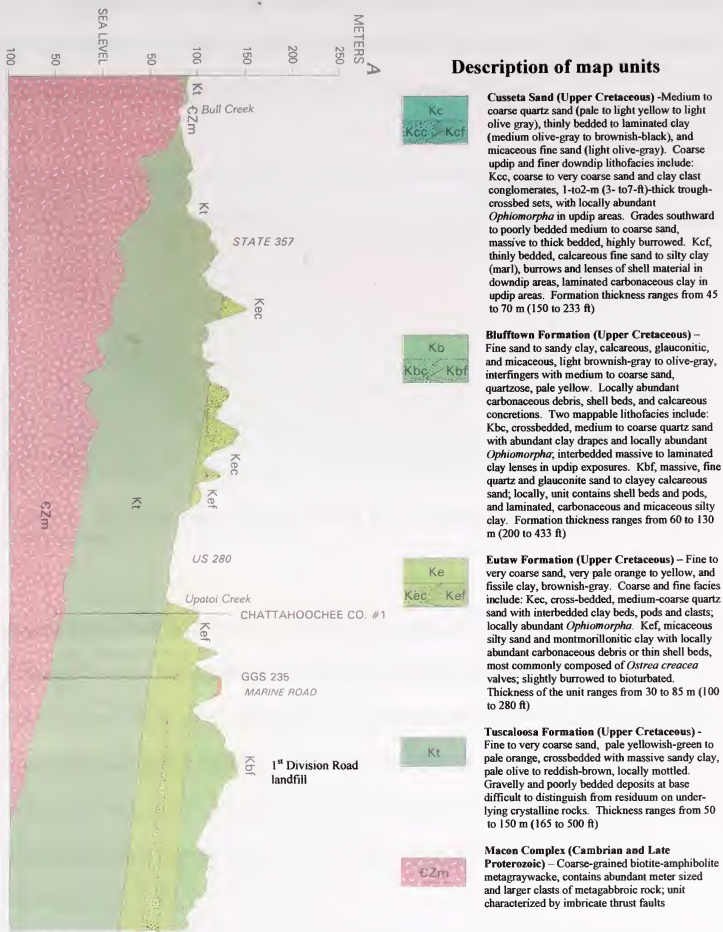 A
METERS
250
200
150
100
50
SEA LEVEL
50
100
Kt
€Zm
Bull Creek
Kt
STATE 357
Kec
Kec
Kef
€Zm
Kt
US 280
Upatoi Creek
CHATTAHOOCHEE CO. #1
Kef
GGS 235
MARINE ROAD
Kbf
1st Division Road
landfill
Description of map units
Kc
Kcc Kcf
Cusseta Sand (Upper Cretaceous) -Medium to
coarse quartz sand (pale to light yellow to light
olive gray), thinly bedded to laminated clay
(medium olive-gray to brownish-black), and
micaceous fine sand (light olive-gray). Coarse
updip and finer downdip lithofacies include:
Kcc, coarse to very coarse sand and clay clast
conglomerates, 1-to2-m (3- to7-ft)-thick trough-
crossbed sets, with locally abundant
Ophiomorpha in updip areas. Grades southward
to poorly bedded medium to coarse sand,
massive to thick bedded, highly burrowed. Kcf,
thinly bedded, calcareous fine sand to silty clay
(marl), burrows and lenses of shell material in
downdip areas, laminated carbonaceous clay in
updip areas. Formation thickness ranges from 45
to 70 m (150 to 233 ft)
Kb
Kbc Kbf
Blufftown Formation (Upper Cretaceous) –
Fine sand to sandy clay, calcareous, glauconitic,
and micaceous, light brownish-gray to olive-gray,
interfingers with medium to coarse sand,
quartzose, pale yellow. Locally abundant
carbonaceous debris, shell beds, and calcareous
concretions. Two mappable lithofacies include:
Kbc, crossbedded, medium to coarse quartz sand
with abundant clay drapes and locally abundant
Ophiomorpha; interbedded massive to laminated
clay lenses in updip exposures. Kbf, massive, fine
quartz and glauconite sand to clayey calcareous
sand; locally, unit contains shell beds and pods,
and laminated, carbonaceous and micaceous silty
clay. Formation thickness ranges from 60 to 130
m (200 to 433 ft)
Ke
Kec Kef
Eutaw Formation (Upper Cretaceous) – Fine to
very coarse sand, very pale orange to yellow, and
fissile clay, brownish-gray. Coarse and fine facies
include: Kec, cross-bedded, medium-coarse quartz
sand with interbedded clay beds, pods and clasts;
locally abundant Ophiomorpha. Kef, micaceous
silty sand and montmorillonitic clay with locally
abundant carbonaceous debris or thin shell beds,
most commonly composed of Ostrea creacea
valves; slightly burrowed to bioturbated.
Thickness of the unit ranges from 30 to 85 m (100
to 280 ft)
Kt
Tuscaloosa Formation (Upper Cretaceous) -
Fine to very coarse sand, pale yellowish-green to
pale orange, crossbedded with massive sandy clay,
pale olive to reddish-brown, locally mottled.
Gravelly and poorly bedded deposits at base
difficult to distinguish from residuum on under-
lying crystalline rocks. Thickness ranges from 50
to 150 m (165 to 500 ft)
€Zm
Macon Complex (Cambrian and Late
Proterozoic) – Coarse-grained biotite-amphibolite
metagraywacke, contains abundant meter sized
and larger clasts of metagabbroic rock; unit
characterized by imbricate thrust faults